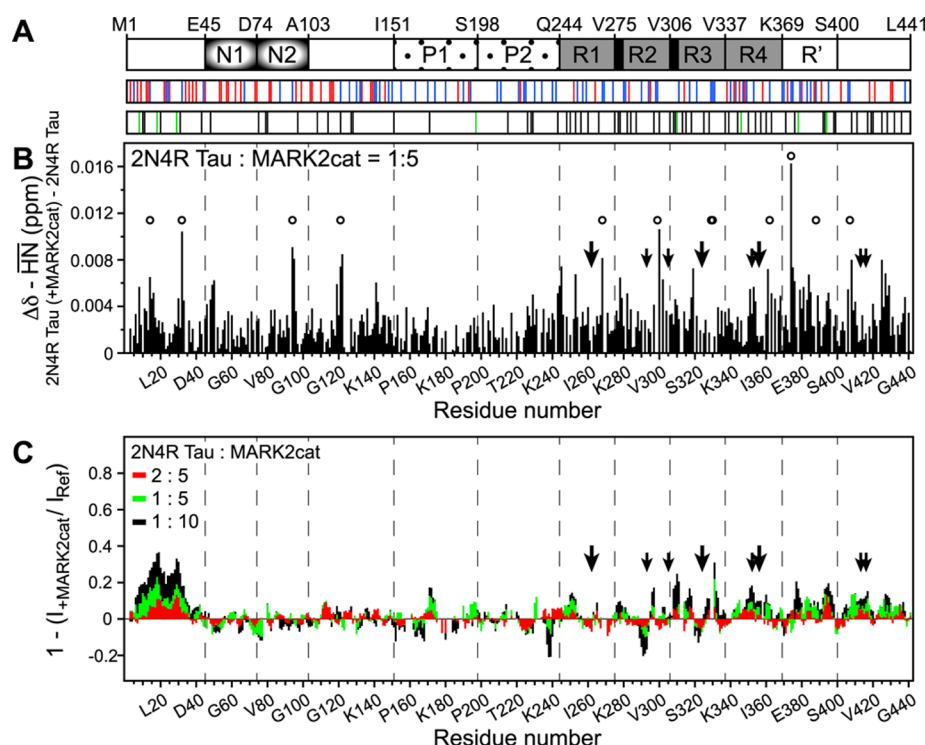 A
M1 E45 D74 A103 I151 S198 Q244 V275 V306 V337 K369 S400 L441
N1 N2 P1 P2 R1 R2 R3 R4 R'
B
2N4R Tau : MARK2cat = 1:5
Δδ - HN (ppm)
2N4R Tau (+MARK2cat) - 2N4R Tau
0.016
0.012
0.008
0.004
0
L20 D40 G60 V80 G100 G120 K140 P160 K180 P200 T220 K240 I260 K280 V300 S320 K340 I360 E380 S400 V420 G440
Residue number
C
2N4R Tau : MARK2cat
2 : 5
1 : 5
1 : 10
1 - (I+MARK2cat / IRef)
0.8
0.6
0.4
0.2
0
-0.2
L20 D40 G60 V80 G100 G120 K140 P160 K180 P200 T220 K240 I260 K280 V300 S320 K340 I360 E380 S400 V420 G440
Residue number